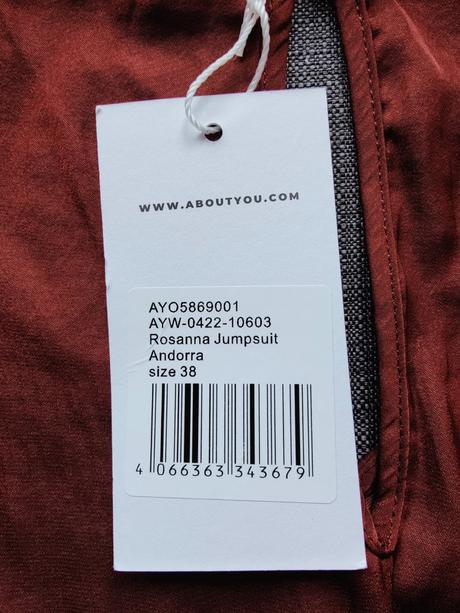 WWW.ABOUTYOU.COM
AYO5869001
AYW-0422-10603
Rosanna Jumpsuit
Andorra
size 38
4 066363 343679